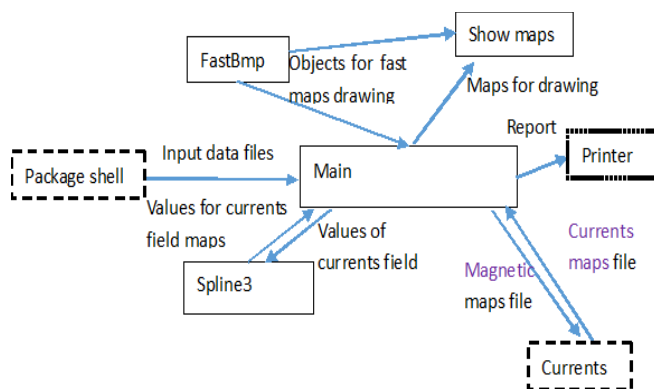 FastBmp
Show maps
Objects for fast
maps drawing
Maps for drawing
Report
Package shell
Input data files
Main
Printer
Values for currents
field maps
Values of
currents field
Spline3
Magnetic
maps file
Currents
maps file
Currents